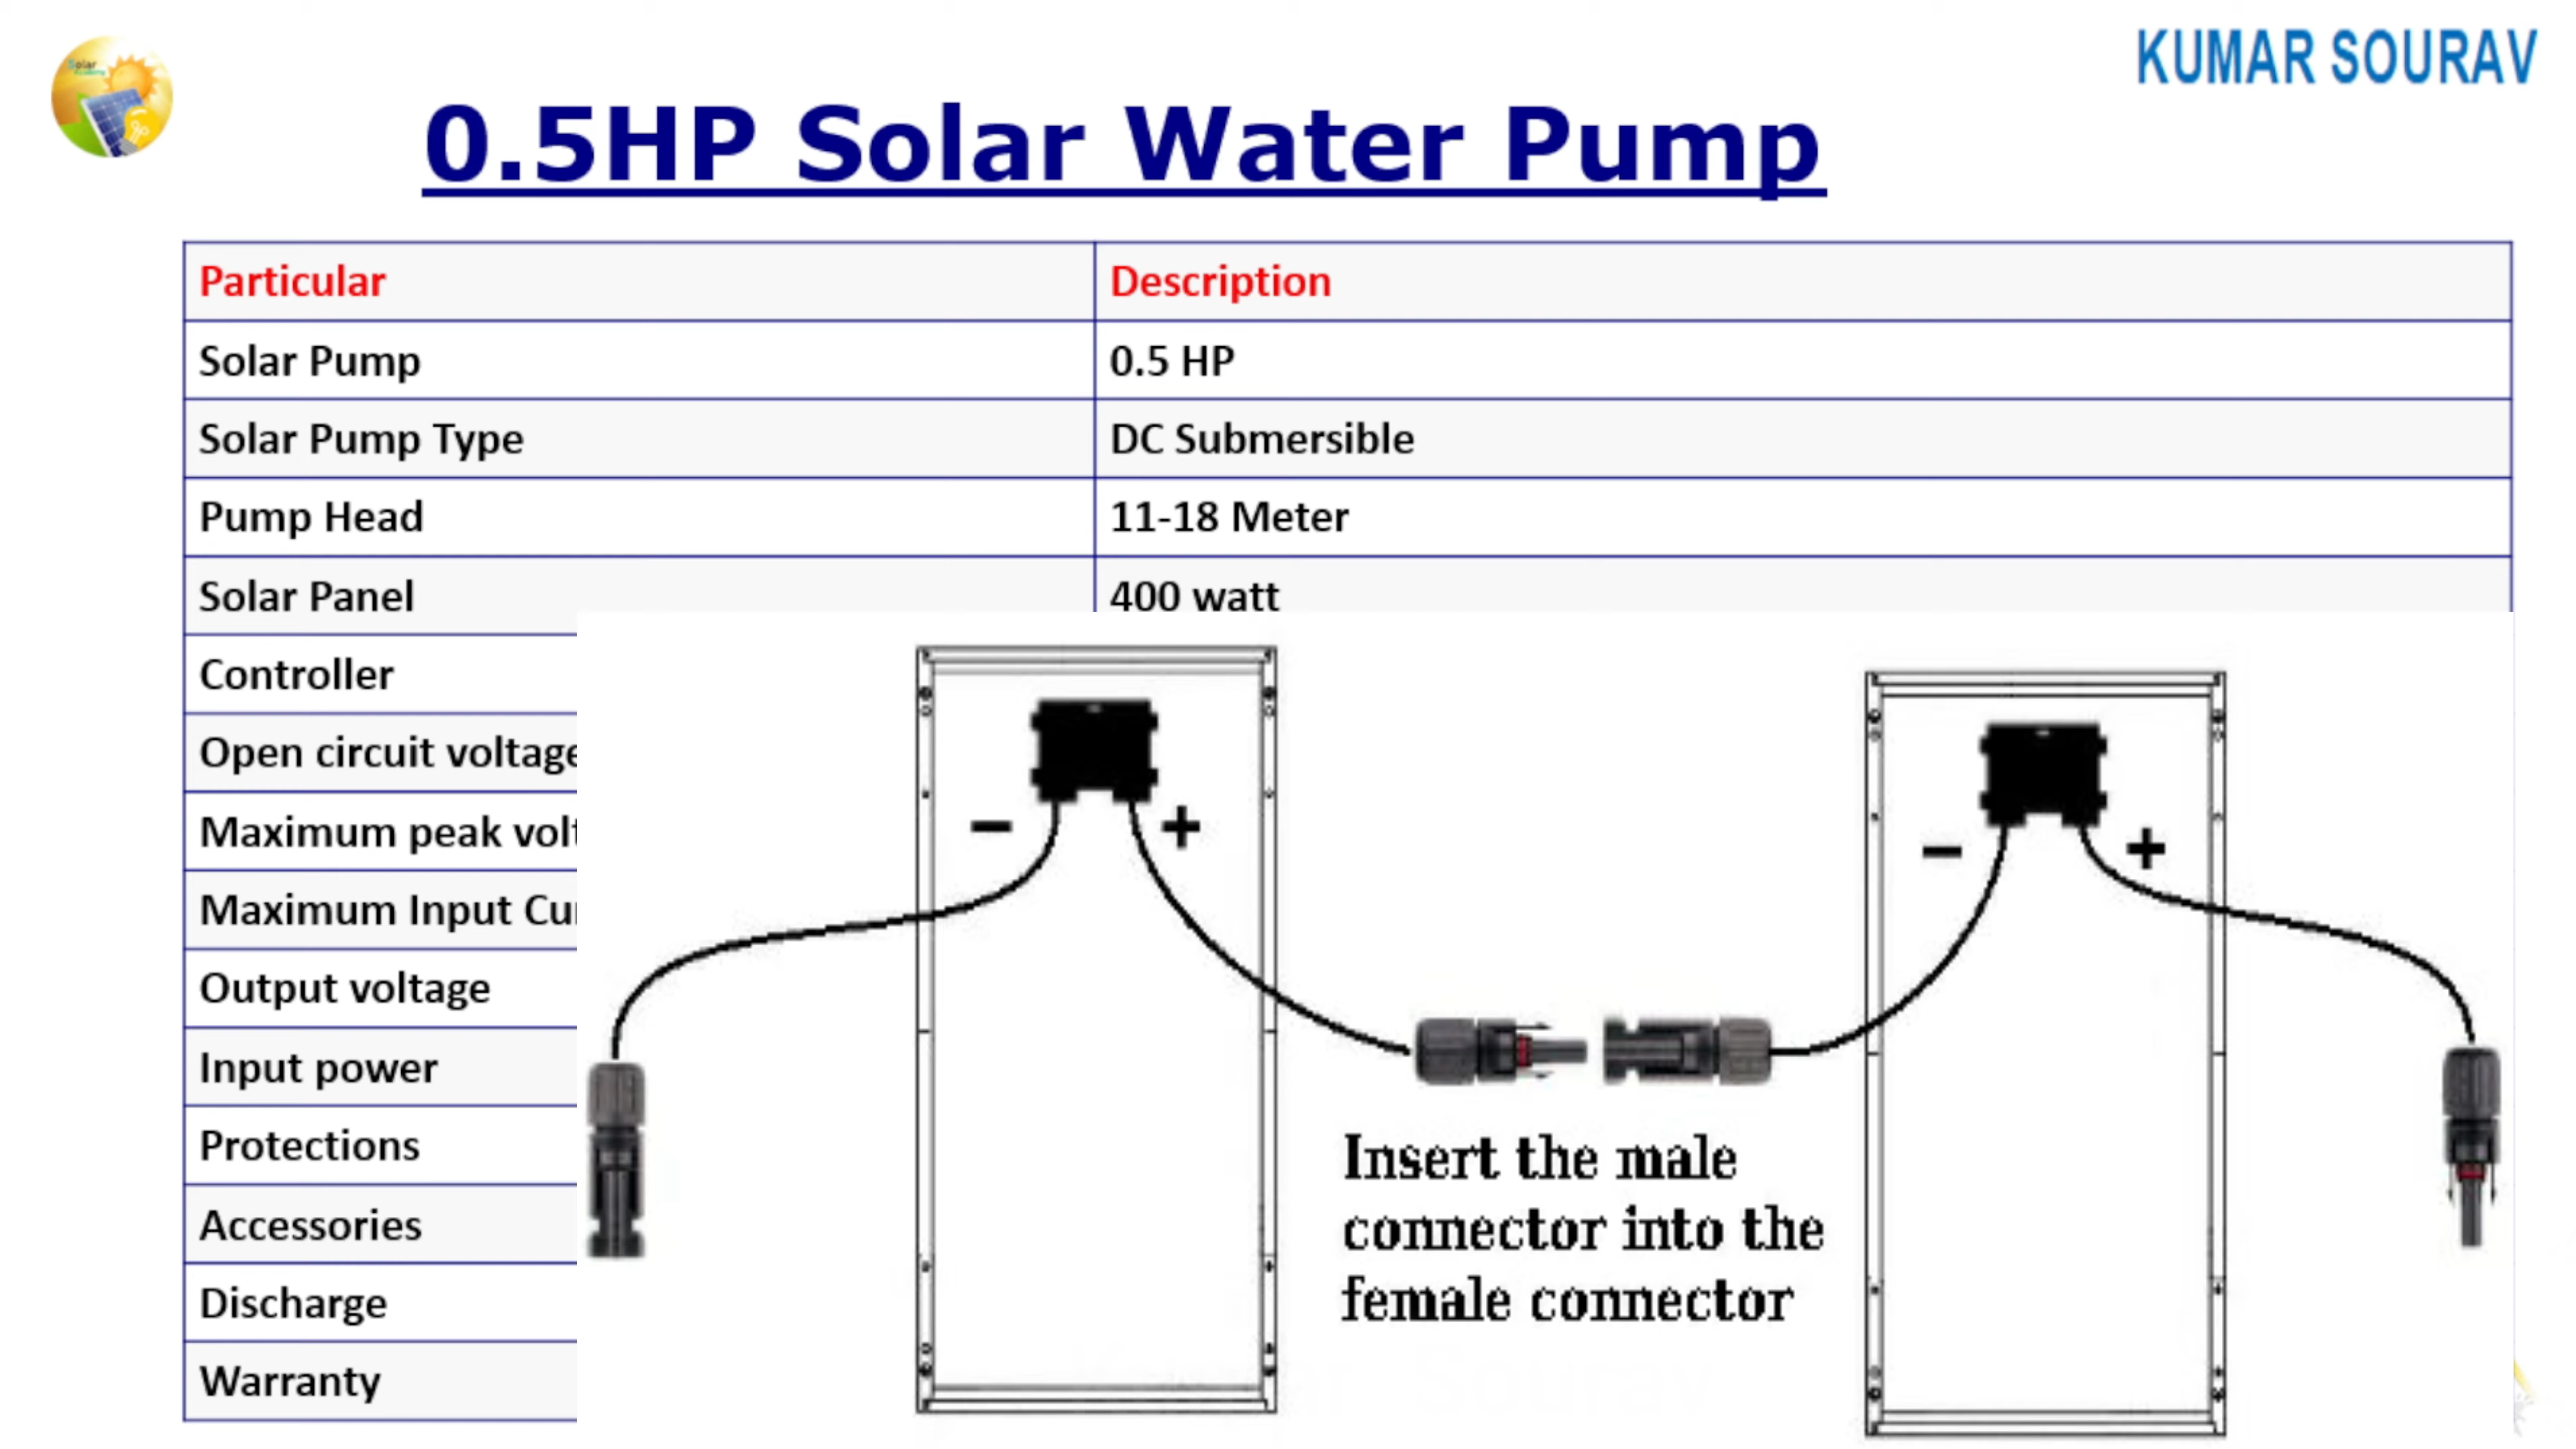 KUMAR SOURAV
Solar
0.5HP Solar Water Pump
Particular Description
Solar Pump 0.5 HP
Solar Pump Type DC Submersible
Pump Head 11-18 Meter
Solar Panel 400 watt
Controller
Open circuit voltage
Maximum peak
Maximum Input
Output voltage
Input power
Protections
Accessories
Discharge
Warranty
− +
− +
Insert the male
connector into the
female connector